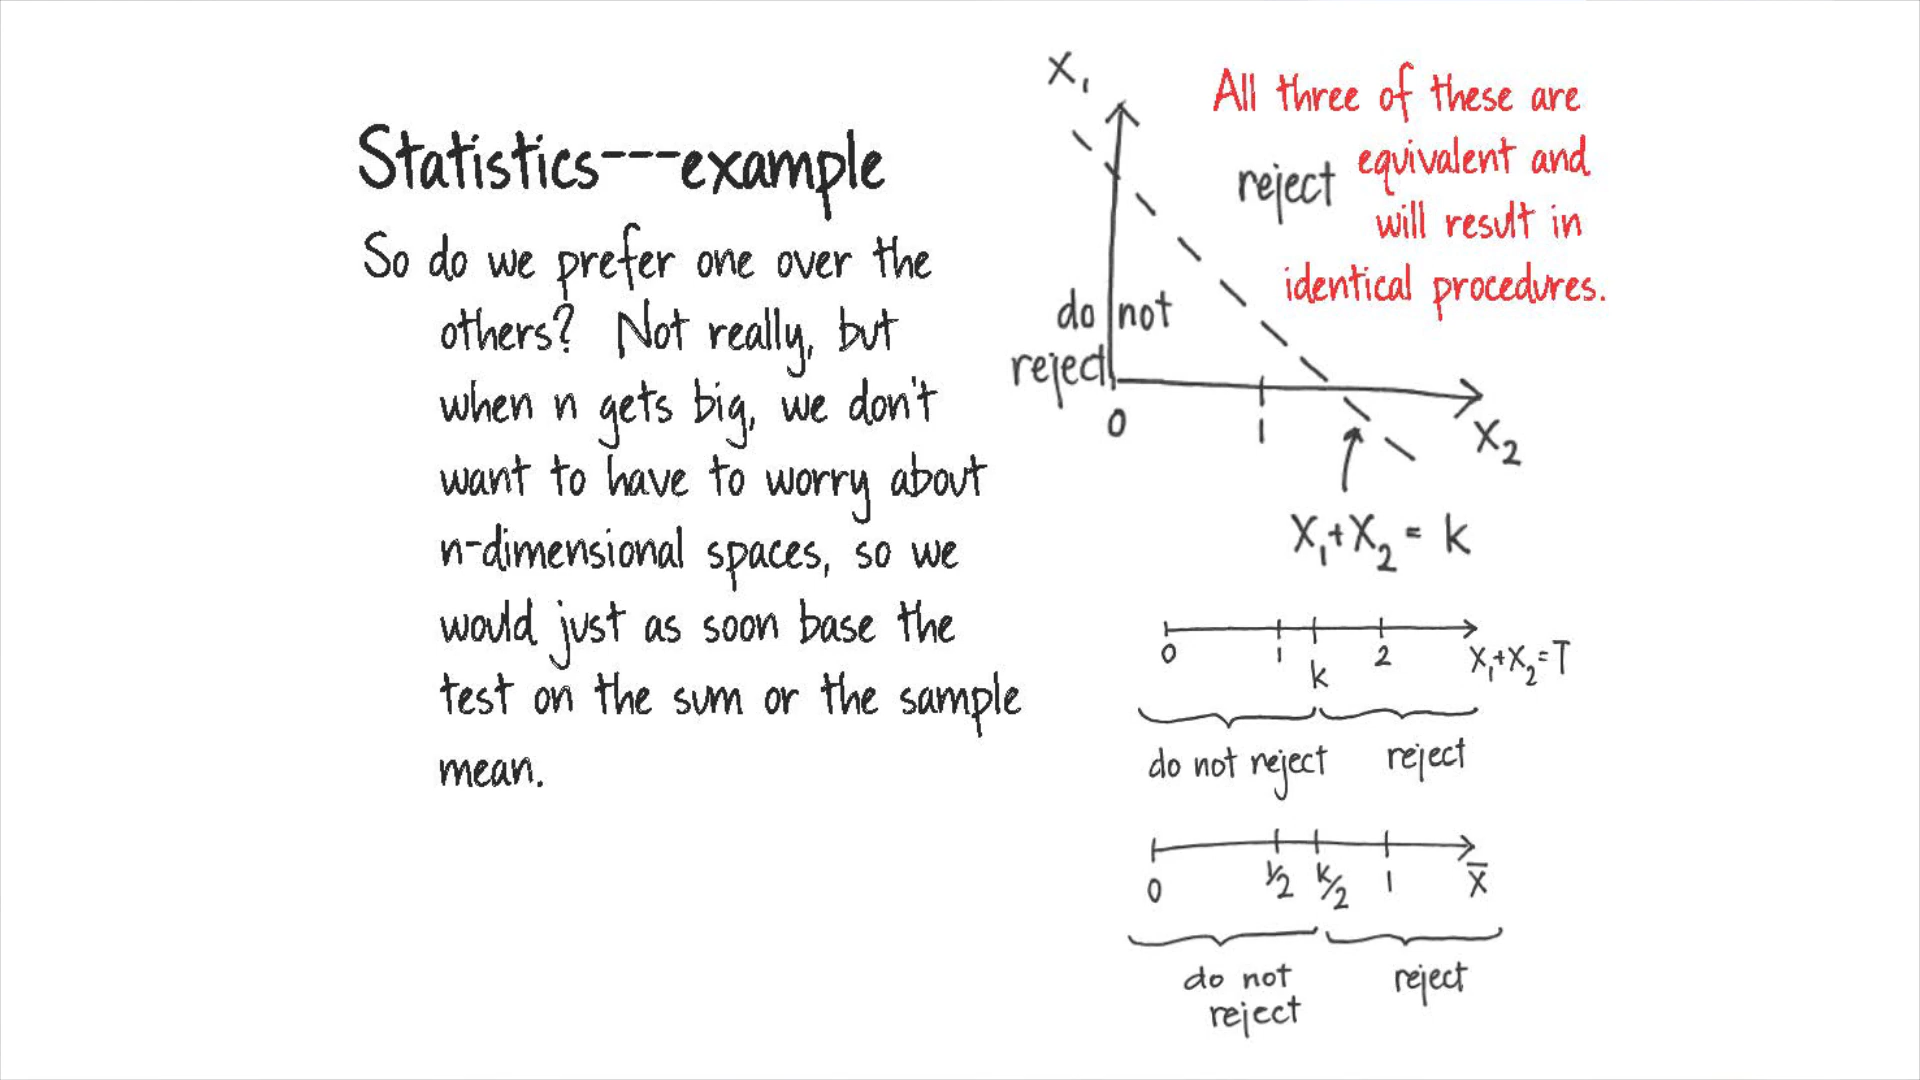 Statistics---example
So do we prefer one over the
others? Not really, but
when n gets big, we don't
want to have to worry about
n-dimensional spaces, so we
would just as soon base the
test on the sum or the sample
mean.
X₁
All three of these are
equivalent and
will result in
identical procedures.
reject
do not
reject
0
1
X₂
X₁+X₂ = k
0 1 k 2 X₁+X₂=T
do not reject reject
0 1/2 k/2 1 X̄
do not
reject
reject